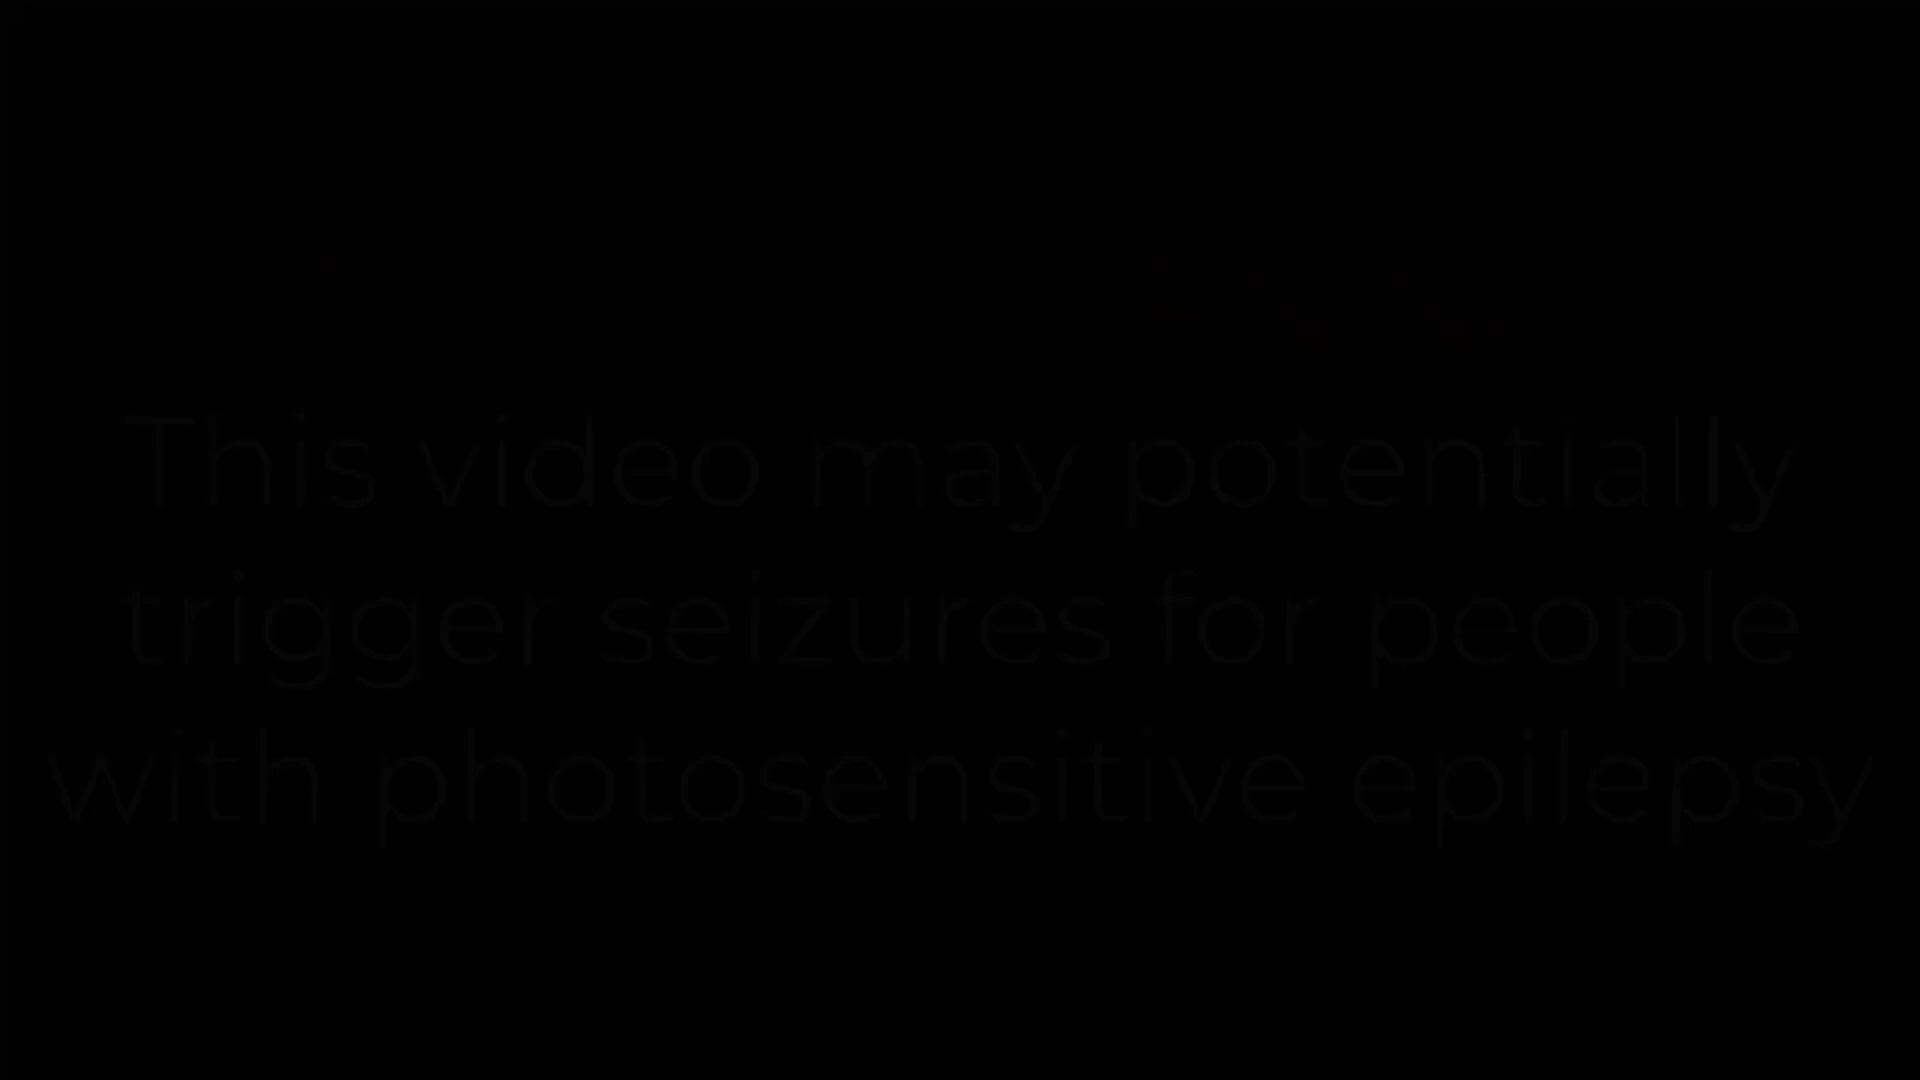 This video may potentially
trigger seizures for people
with photosensitive epilepsy